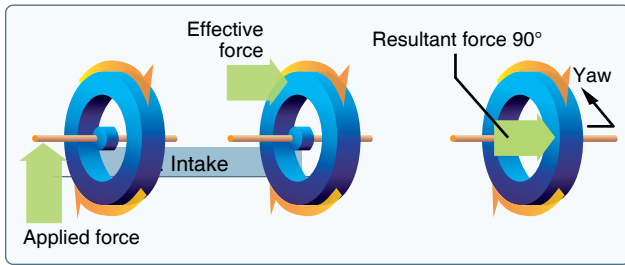 Effective
force
Resultant force 90°
Yaw
. Intake
Applied force